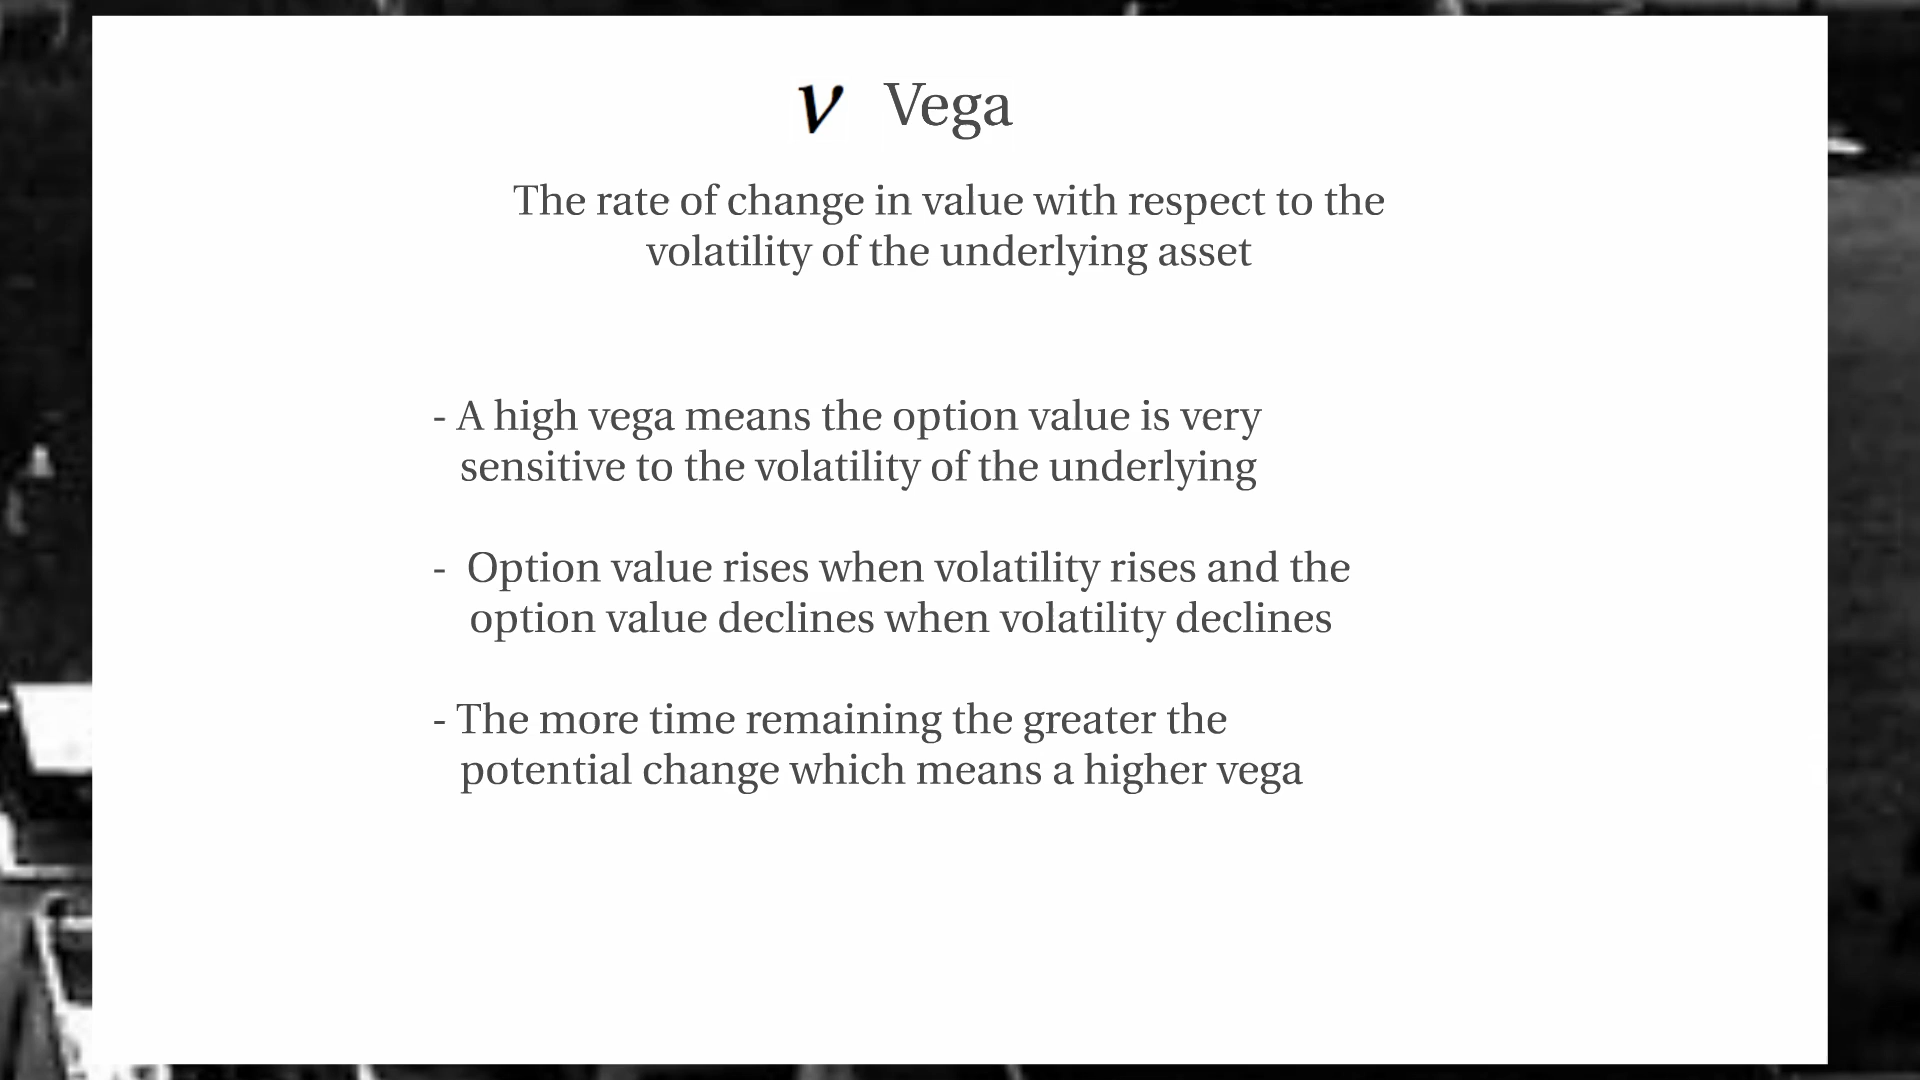 ν Vega
The rate of change in value with respect to the
volatility of the underlying asset
- A high vega means the option value is very
sensitive to the volatility of the underlying
- Option value rises when volatility rises and the
option value declines when volatility declines
- The more time remaining the greater the
potential change which means a higher vega